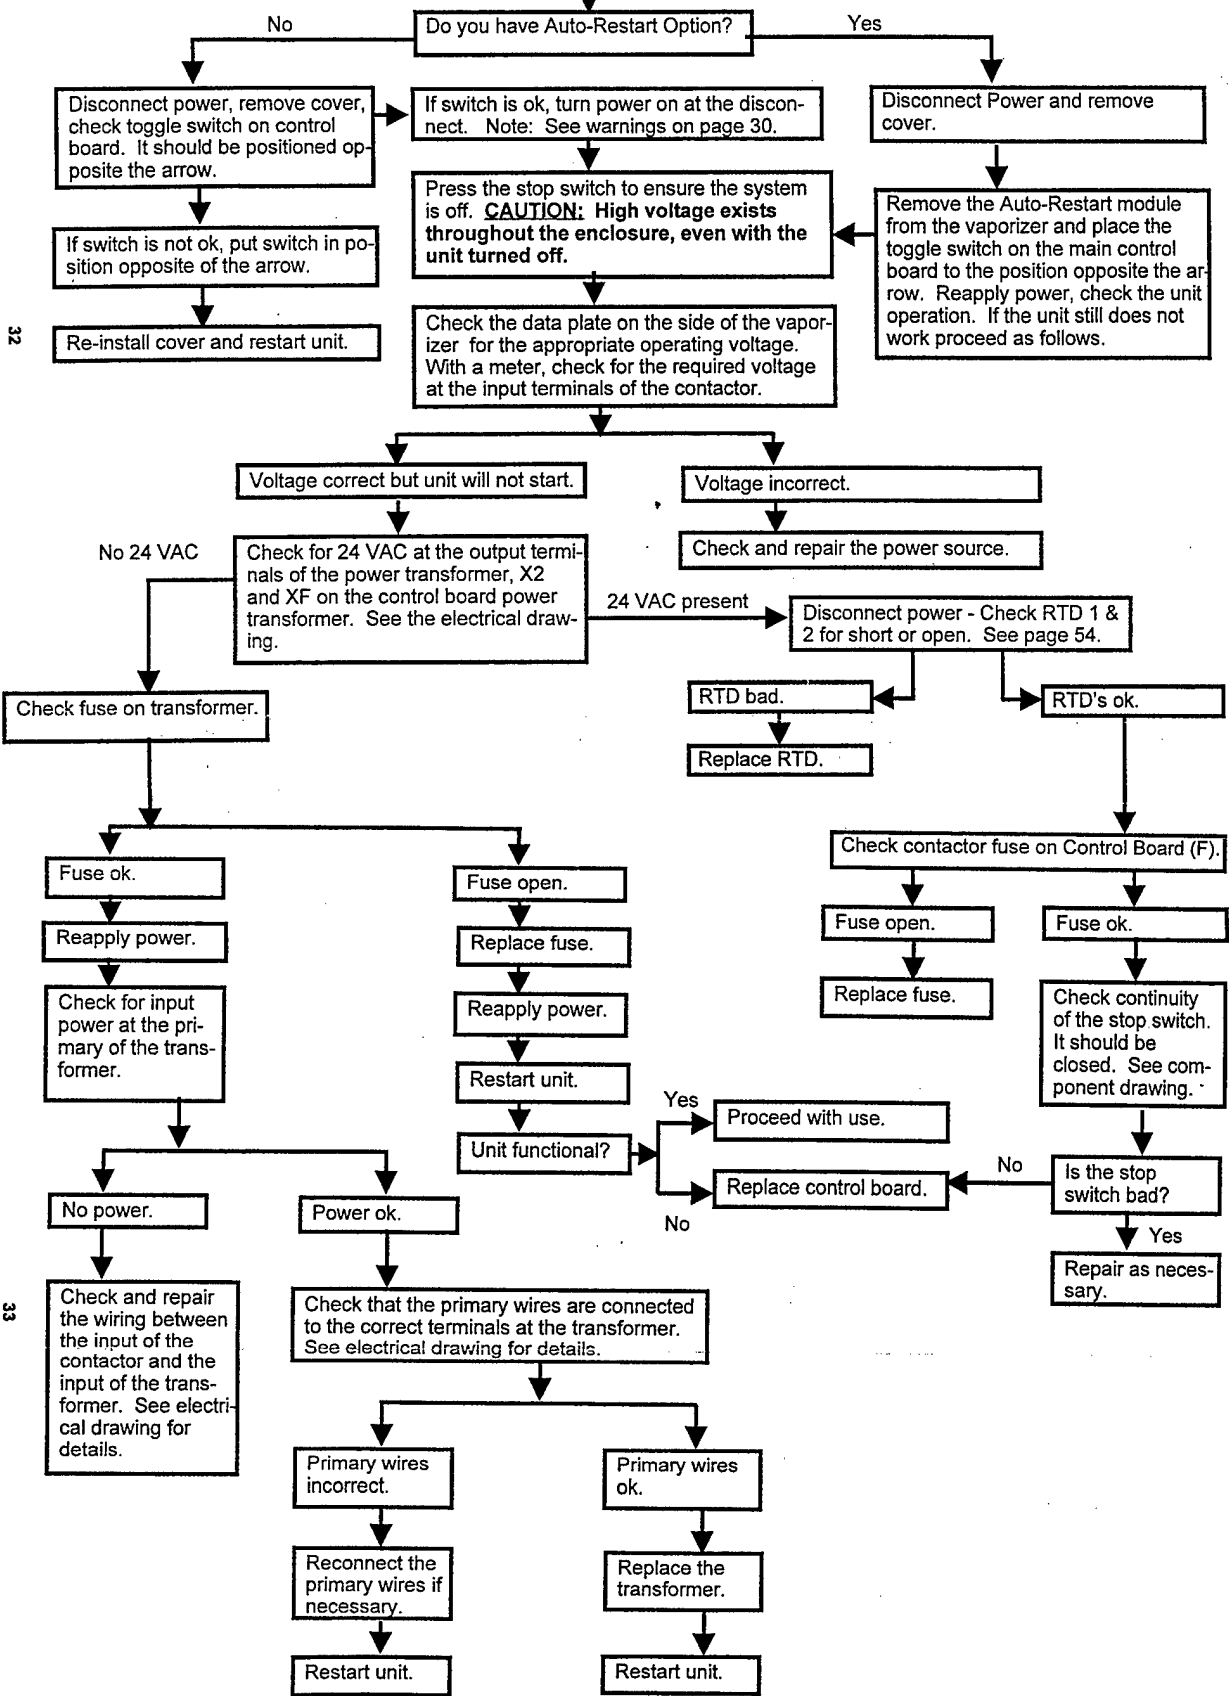 No
Do you have Auto-Restart Option?
Yes
Disconnect power, remove cover,
check toggle switch on control
board. It should be positioned op-
posite the arrow.
If switch is ok, turn power on at the discon-
nect. Note: See warnings on page 30.
Disconnect Power and remove
cover.
Press the stop switch to ensure the system
is off. CAUTION: High voltage exists
throughout the enclosure, even with the
unit turned off.
Remove the Auto-Restart module
from the vaporizer and place the
toggle switch on the main control
board to the position opposite the ar-
row. Reapply power, check the unit
operation. If the unit still does not
work proceed as follows.
If switch is not ok, put switch in po-
sition opposite of the arrow.
32
Re-install cover and restart unit.
Check the data plate on the side of the vapor-
izer for the appropriate operating voltage.
With a meter, check for the required voltage
at the input terminals of the contactor.
Voltage correct but unit will not start.
Voltage incorrect.
Check and repair the power source.
No 24 VAC
Check for 24 VAC at the output termi-
nals of the power transformer, X2
and XF on the control board power
transformer. See the electrical draw-
ing.
24 VAC present
Disconnect power - Check RTD 1 &
2 for short or open. See page 54.
Check fuse on transformer.
RTD bad.
RTD's ok.
Replace RTD.
Check contactor fuse on Control Board (F).
Fuse ok.
Fuse open.
Fuse open.
Fuse ok.
Reapply power.
Replace fuse.
Replace fuse.
Check for input
power at the pri-
mary of the trans-
former.
Reapply power.
Check continuity
of the stop switch.
It should be
closed. See com-
ponent drawing.
Restart unit.
Yes
Proceed with use.
Unit functional?
Replace control board.
No
No
Is the stop
switch bad?
Yes
Repair as neces-
sary.
No power.
Power ok.
33
Check and repair
the wiring between
the input of the
contactor and the
input of the trans-
former. See electri-
cal drawing for
details.
Check that the primary wires are connected
to the correct terminals at the transformer.
See electrical drawing for details.
Primary wires
incorrect.
Primary wires
ok.
Reconnect the
primary wires if
necessary.
Replace the
transformer.
Restart unit.
Restart unit.